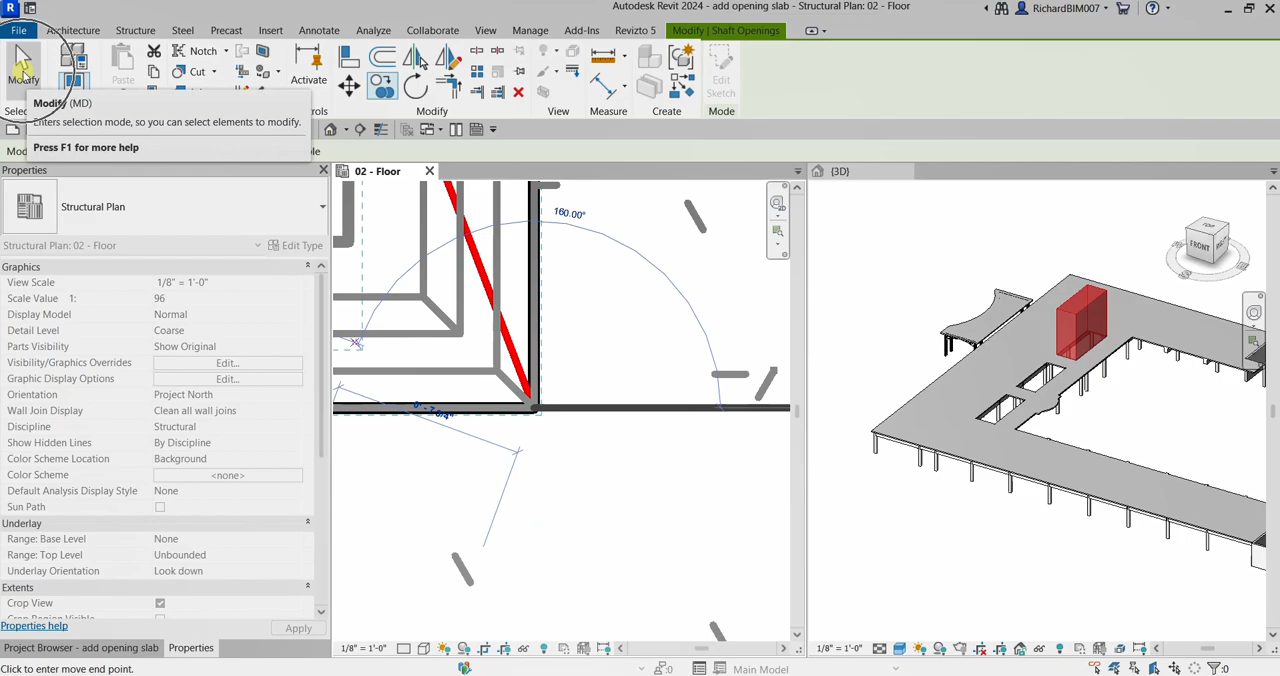 Autodesk Revit 2024 - add opening slab - Structural Plan: 02 - Floor
RichardBIM007
File Architecture Structure Steel Precast Insert Annotate Analyze Collaborate View Manage Add-Ins Revizto 5 Modify | Shaft Openings
Modify Paste Notch Cut Activate Edit Sketch
Modify View Measure Create Mode
Modify (MD)
Enters selection mode, so you can select elements to modify.
Press F1 for more help
Properties
02 - Floor
{3D}
Structural Plan
Structural Plan: 02 - Floor
Edit Type
Graphics
View Scale 1/8" = 1'-0"
Scale Value 1: 96
Display Model Normal
Detail Level Coarse
Parts Visibility Show Original
Visibility/Graphics Overrides Edit...
Graphic Display Options Edit...
Orientation Project North
Wall Join Display Clean all wall joins
Discipline Structural
Show Hidden Lines By Discipline
Color Scheme Location Background
Color Scheme <none>
Default Analysis Display Style None
Sun Path
Underlay
Range: Base Level None
Range: Top Level Unbounded
Underlay Orientation Look down
Extents
Crop View
Properties help
Apply
Project Browser - add opening slab Properties
160.00°
TOP
FRONT
1/8" = 1'-0"
1/8" = 1'-0"
Click to enter move end point.
:0
Main Model
:0